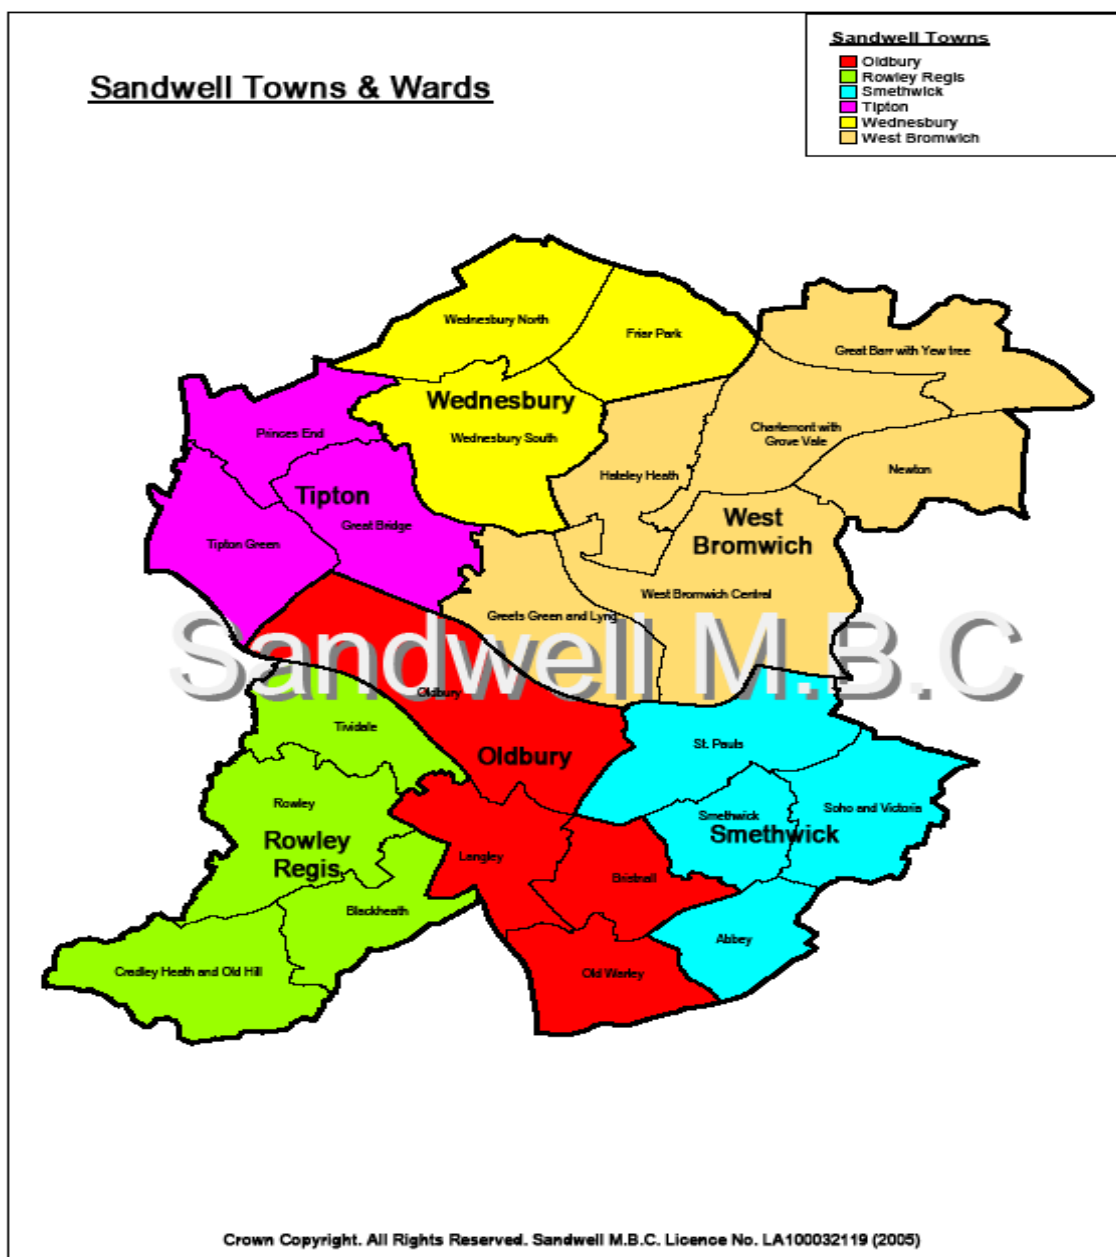 Sandwell Towns & Wards
Sandwell Towns
Oldbury
Rowley Regis
Smethwick
Tipton
Wednesbury
West Bromwich
Wednesbury North
Friar Park
Great Barr with Yew tree
Wednesbury
Wednesbury South
Princes End
Charlemont with
Grove Vale
Newton
Hateley Heath
Tipton
Great Bridge
Tipton Green
West
Bromwich
West Bromwich Central
Greets Green and Lyng
Sandwell M.B.C
Oldbury
Tividale
Oldbury
St. Pauls
Rowley
Smethwick
Soho and Victoria
Smethwick
Rowley
Regis
Langley
Bristnall
Blackheath
Abbey
Cradley Heath and Old Hill
Old Warley
Crown Copyright. All Rights Reserved. Sandwell M.B.C. Licence No. LA100032119 (2005)